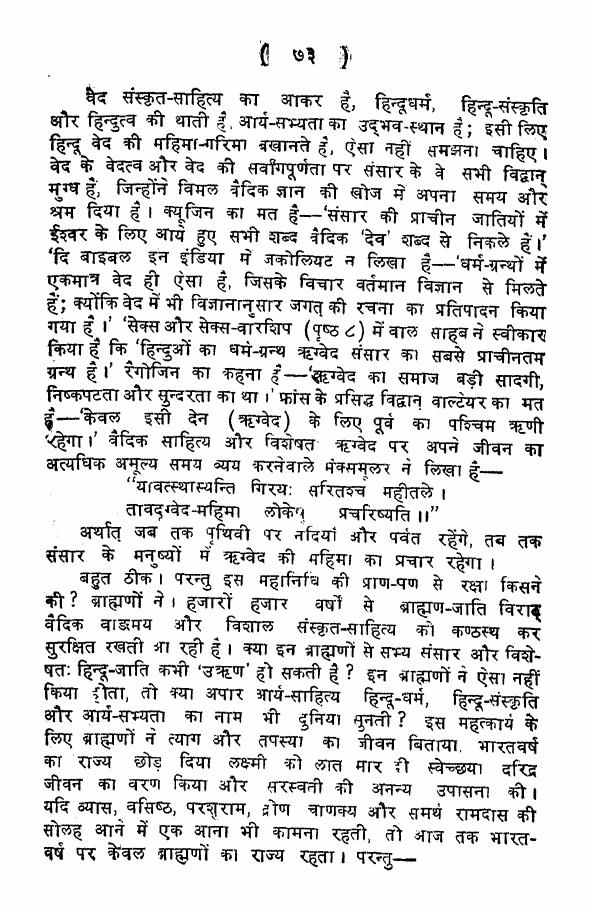 ( ७३ )
वेद संस्कृत-साहित्य का आकर है, हिन्दूधर्म, हिन्दू-संस्कृति
और हिन्दुत्व की थाती है, आर्य-सभ्यता का उद्भव-स्थान है; इसी लिए
हिन्दू वेद की महिमा-गरिमा बखानते है, ऐसा नहीं समझना चाहिए।
वेद के वेदत्व और वेद की सर्वांगपूर्णता पर संसार के वे सभी विद्वान्
मुग्ध हैं, जिन्होंने विमल वैदिक ज्ञान की खोज में अपना समय और
श्रम दिया है। क्यूजिन का मत है—'संसार की प्राचीन जातियों में
ईश्वर के लिए आये हुए सभी शब्द वैदिक 'देव' शब्द से निकले हैं।'
'दि बाइबल इन इंडिया में जकोलियट न लिखा है—'धर्म-ग्रन्थों में
एकमात्र वेद ही ऐसा है, जिसके विचार वर्तमान विज्ञान से मिलते
हैं; क्योंकि वेद में भी विज्ञानानुसार जगत् की रचना का प्रतिपादन किया
गया है।' 'सेक्स और सेक्स-वारशिप (पृष्ठ ८) में वाल साहब ने स्वीकार
किया है कि 'हिन्दुओं का धर्म-ग्रन्थ ऋग्वेद संसार का सबसे प्राचीनतम
ग्रन्थ है।' रैगोजिन का कहना है—'ऋग्वेद का समाज बड़ी सादगी,
निष्कपटता और सुन्दरता का था।' फ्रांस के प्रसिद्ध विद्वान् वाल्टेयर का मत
है—'केवल इसी देन (ऋग्वेद) के लिए पूर्व का पश्चिम ऋणी
रहेगा।' वैदिक साहित्य और विशेषत ऋग्वेद पर अपने जीवन का
अत्यधिक अमूल्य समय व्यय करनेवाले मैक्समूलर ने लिखा है—
"यावत्स्थास्यन्ति गिरयः सरितश्च महीतले।
तावदृग्वेद-महिमा लोकेषु प्रचरिष्यति॥"
अर्थात् जब तक पृथिवी पर नदियां और पर्वत रहेंगे, तब तक
संसार के मनुष्यों में ऋग्वेद की महिमा का प्रचार रहेगा।
बहुत ठीक। परन्तु इस महानिधि की प्राण-पण से रक्षा किसने
की? ब्राह्मणों ने। हजारों हजार वर्षों से ब्राह्मण-जाति विराट्
वैदिक वाङमय और विशाल संस्कृत-साहित्य को कण्ठस्थ कर
सुरक्षित रखती आ रही है। क्या इन ब्राह्मणों से सभ्य संसार और विशे-
षतः हिन्दू-जाति कभी 'उऋण' हो सकती है? इन ब्राह्मणों ने ऐसा नहीं
किया होता, तो क्या अपार आर्य-साहित्य हिन्दू-धर्म, हिन्दू-संस्कृति
और आर्य-सभ्यता का नाम भी दुनिया सुनती? इस महत्कार्य के
लिए ब्राह्मणों ने त्याग और तपस्या का जीवन बिताया, भारतवर्ष
का राज्य छोड़ दिया लक्ष्मी को लात मार दी स्वेच्छया दरिद्र
जीवन का वरण किया और सरस्वती की अनन्य उपासना की।
यदि व्यास, वसिष्ठ, परशुराम, द्रोण चाणक्य और समर्थ रामदास की
सोलह आने में एक आना भी कामना रहती, तो आज तक भारत-
वर्ष पर केवल ब्राह्मणों का राज्य रहता। परन्तु—